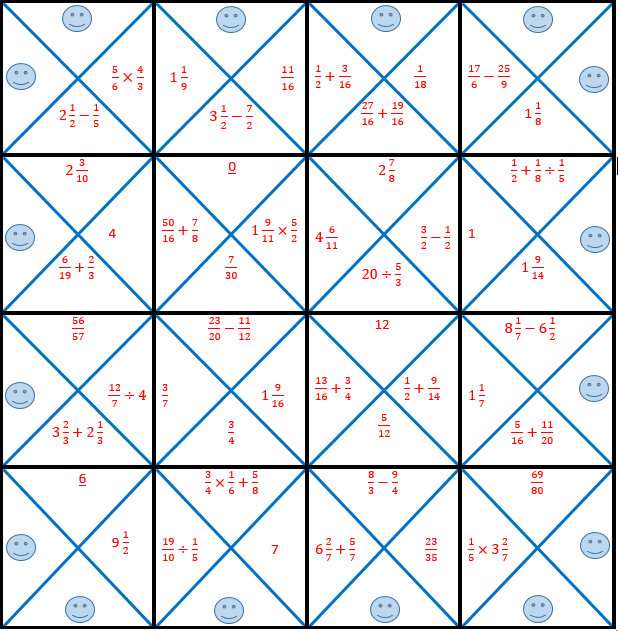 5/6 × 4/3
2 1/2 − 1/5
1 1/9
11/16
3 1/2 − 7/2
1/2 + 3/16
1/18
27/16 + 19/16
17/6 − 25/9
1 1/8
2 3/10
4
6/19 + 2/3
0
50/16 + 7/8
1 9/11 × 5/2
7/30
2 7/8
4 6/11
3/2 − 1/2
20 ÷ 5/3
1/2 + 1/8 ÷ 1/5
1
1 9/14
56/57
12/7 ÷ 4
3 2/3 + 2 1/3
23/20 − 11/12
3/7
1 9/16
3/4
12
13/16 + 3/4
1/2 + 9/14
5/12
8 1/7 − 6 1/2
1 1/7
5/16 + 11/20
6
9 1/2
3/4 × 1/6 + 5/8
19/10 ÷ 1/5
7
8/3 − 9/4
6 2/7 + 5/7
23/35
69/80
1/5 × 3 2/7